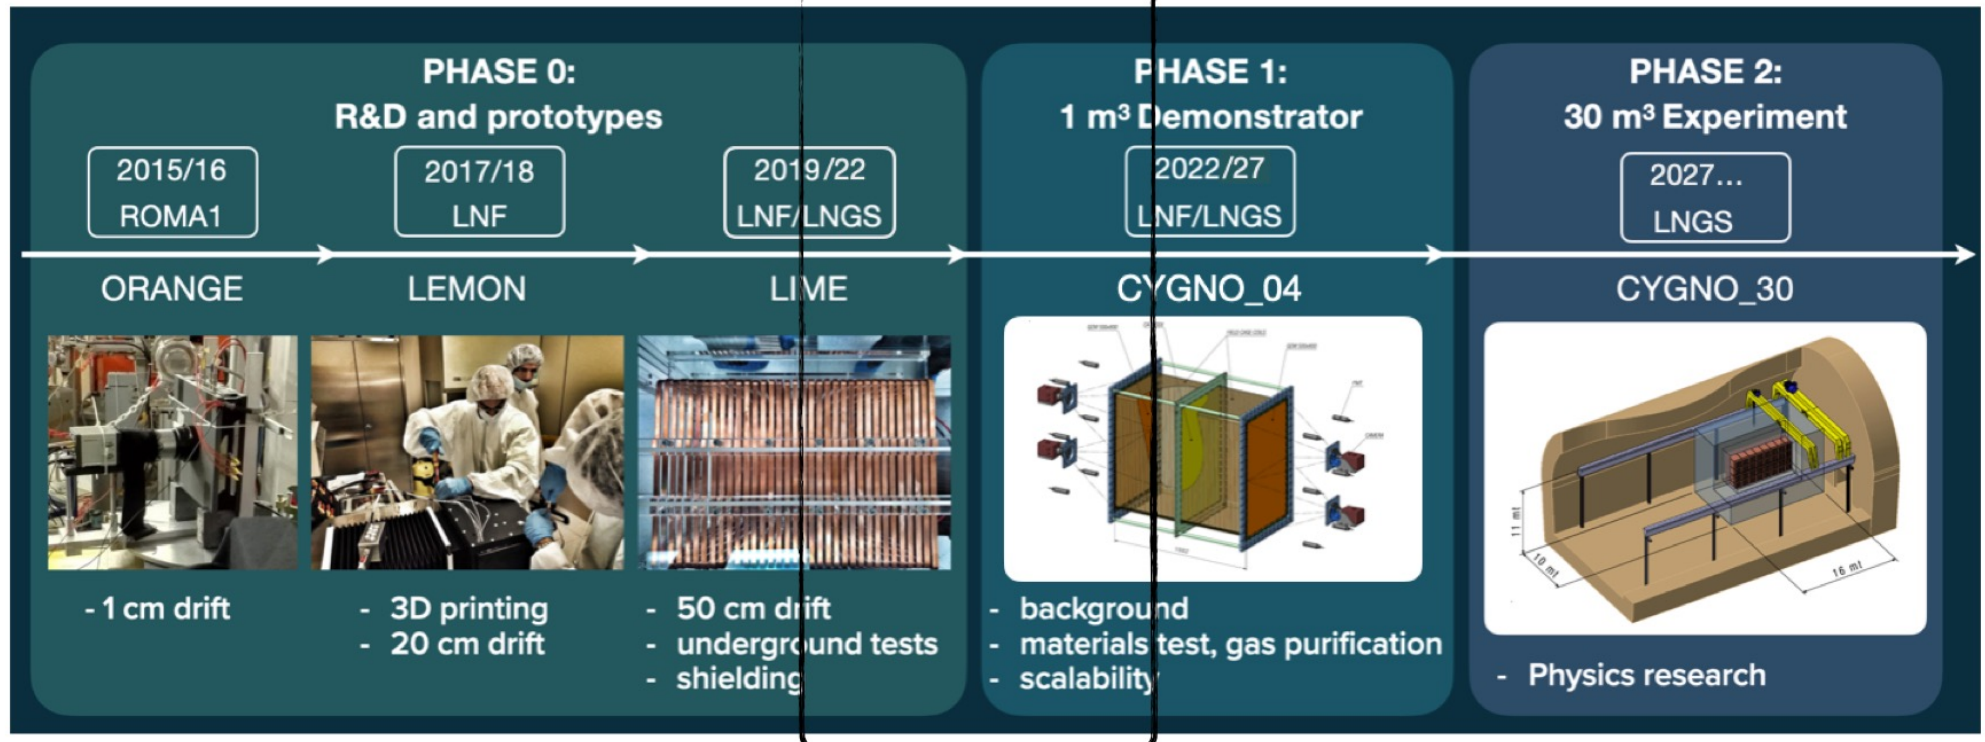 PHASE 0:
R&D and prototypes
2015/16
ROMA1
2017/18
LNF
2019/22
LNF/LNGS
ORANGE
LEMON
LIME
- 1 cm drift
- 3D printing
- 20 cm drift
- 50 cm drift
- underground tests
- shielding
PHASE 1:
1 m³ Demonstrator
2022/27
LNF/LNGS
CYGNO_04
- background
- materials test, gas purification
- scalability
PHASE 2:
30 m³ Experiment
2027...
LNGS
CYGNO_30
11 mt
10 mt
16 mt
- Physics research